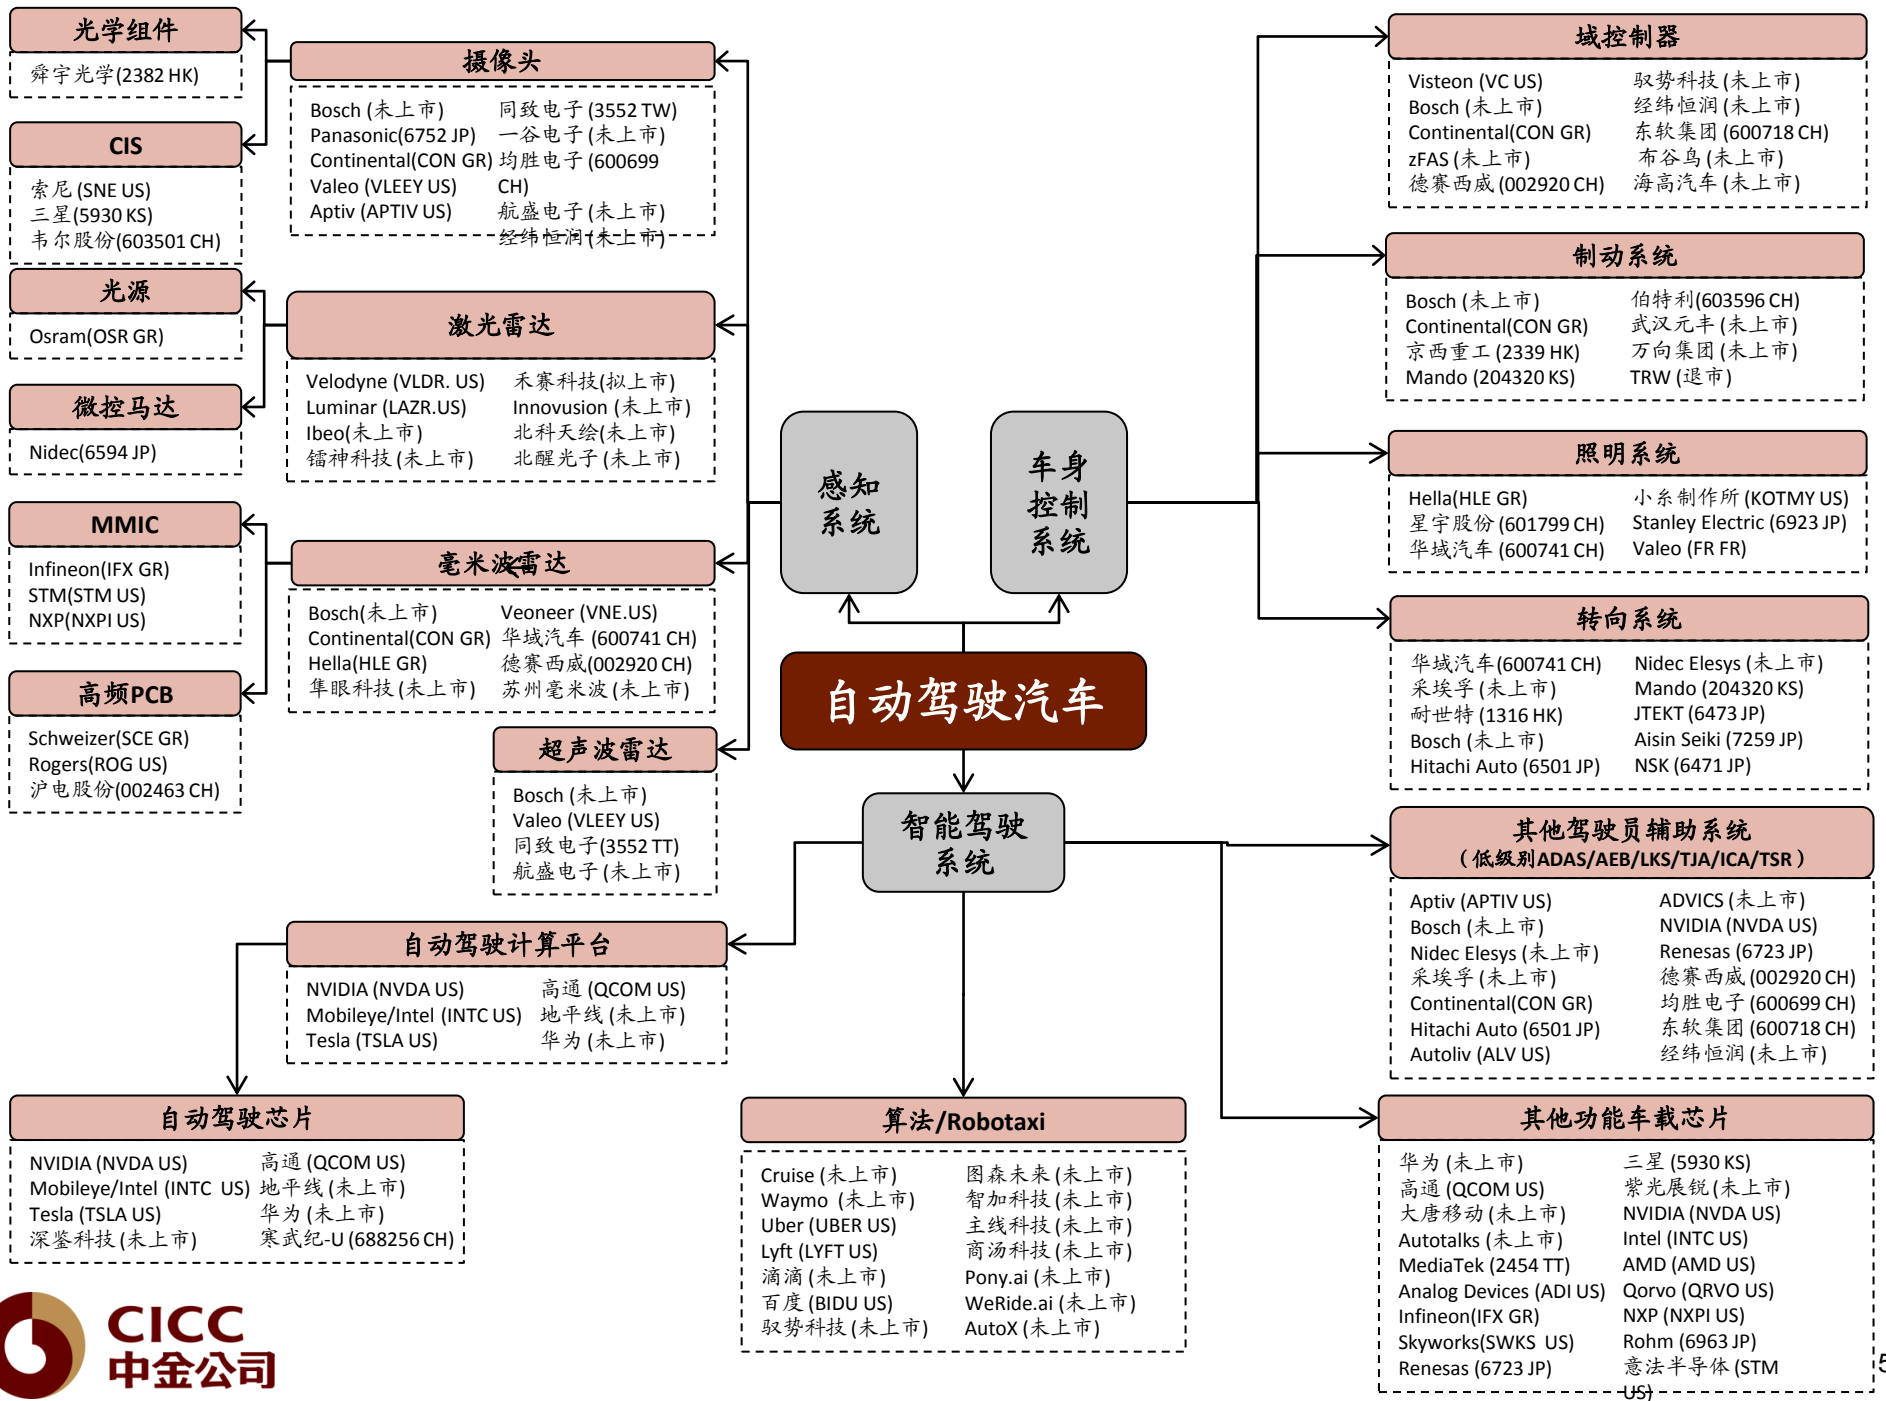 光学组件
舜宇光学(2382 HK)
CIS
索尼 (SNE US)
三星(5930 KS)
韦尔股份(603501 CH)
光源
Osram(OSR GR)
微控马达
Nidec(6594 JP)
MMIC
Infineon(IFX GR)
STM(STM US)
NXP(NXPI US)
高频PCB
Schweizer(SCE GR)
Rogers(ROG US)
沪电股份(002463 CH)
摄像头
Bosch (未上市)
Panasonic(6752 JP)
Continental(CON GR)
Valeo (VLEEY US)
Aptiv (APTIV US)
同致电子 (3552 TW)
一谷电子 (未上市)
均胜电子 (600699
CH)
航盛电子 (未上市)
经纬恒润 (未上市)
激光雷达
Velodyne (VLDR. US)
Luminar (LAZR.US)
Ibeo(未上市)
镭神科技 (未上市)
禾赛科技(拟上市)
Innovusion (未上市)
北科天绘(未上市)
北醒光子 (未上市)
毫米波雷达
Bosch(未上市)
Continental(CON GR)
Hella(HLE GR)
隼眼科技 (未上市)
Veoneer (VNE.US)
华域汽车 (600741 CH)
德赛西威(002920 CH)
苏州毫米波 (未上市)
超声波雷达
Bosch (未上市)
Valeo (VLEEY US)
同致电子(3552 TT)
航盛电子 (未上市)
感知
系统
车身
控制
系统
自动驾驶汽车
智能驾驶
系统
域控制器
Visteon (VC US)
Bosch (未上市)
Continental(CON GR)
zFAS (未上市)
德赛西威 (002920 CH)
驭势科技 (未上市)
经纬恒润 (未上市)
东软集团 (600718 CH)
布谷鸟 (未上市)
海高汽车 (未上市)
制动系统
Bosch (未上市)
Continental(CON GR)
京西重工 (2339 HK)
Mando (204320 KS)
伯特利(603596 CH)
武汉元丰 (未上市)
万向集团 (未上市)
TRW (退市)
照明系统
Hella(HLE GR)
星宇股份 (601799 CH)
华域汽车 (600741 CH)
小糸制作所 (KOTMY US)
Stanley Electric (6923 JP)
Valeo (FR FR)
转向系统
华域汽车(600741 CH)
采埃孚 (未上市)
耐世特 (1316 HK)
Bosch (未上市)
Hitachi Auto (6501 JP)
Nidec Elesys (未上市)
Mando (204320 KS)
JTEKT (6473 JP)
Aisin Seiki (7259 JP)
NSK (6471 JP)
其他驾驶员辅助系统
（低级别ADAS/AEB/LKS/TJA/ICA/TSR）
Aptiv (APTIV US)
Bosch (未上市)
Nidec Elesys (未上市)
采埃孚 (未上市)
Continental(CON GR)
Hitachi Auto (6501 JP)
Autoliv (ALV US)
ADVICS (未上市)
NVIDIA (NVDA US)
Renesas (6723 JP)
德赛西威 (002920 CH)
均胜电子 (600699 CH)
东软集团 (600718 CH)
经纬恒润 (未上市)
自动驾驶计算平台
NVIDIA (NVDA US)
Mobileye/Intel (INTC US)
Tesla (TSLA US)
高通 (QCOM US)
地平线 (未上市)
华为 (未上市)
自动驾驶芯片
NVIDIA (NVDA US)
Mobileye/Intel (INTC US)
Tesla (TSLA US)
深鉴科技 (未上市)
高通 (QCOM US)
地平线 (未上市)
华为 (未上市)
寒武纪-U (688256 CH)
算法/Robotaxi
Cruise (未上市)
Waymo (未上市)
Uber (UBER US)
Lyft (LYFT US)
滴滴 (未上市)
百度 (BIDU US)
驭势科技 (未上市)
图森未来 (未上市)
智加科技 (未上市)
主线科技 (未上市)
商汤科技 (未上市)
Pony.ai (未上市)
WeRide.ai (未上市)
AutoX (未上市)
其他功能车载芯片
华为 (未上市)
高通 (QCOM US)
大唐移动 (未上市)
Autotalks (未上市)
MediaTek (2454 TT)
Analog Devices (ADI US)
Infineon(IFX GR)
Skyworks(SWKS US)
Renesas (6723 JP)
三星 (5930 KS)
紫光展锐(未上市)
NVIDIA (NVDA US)
Intel (INTC US)
AMD (AMD US)
Qorvo (QRVO US)
NXP (NXPI US)
Rohm (6963 JP)
意法半导体 (STM
US)
CICC
中金公司
5